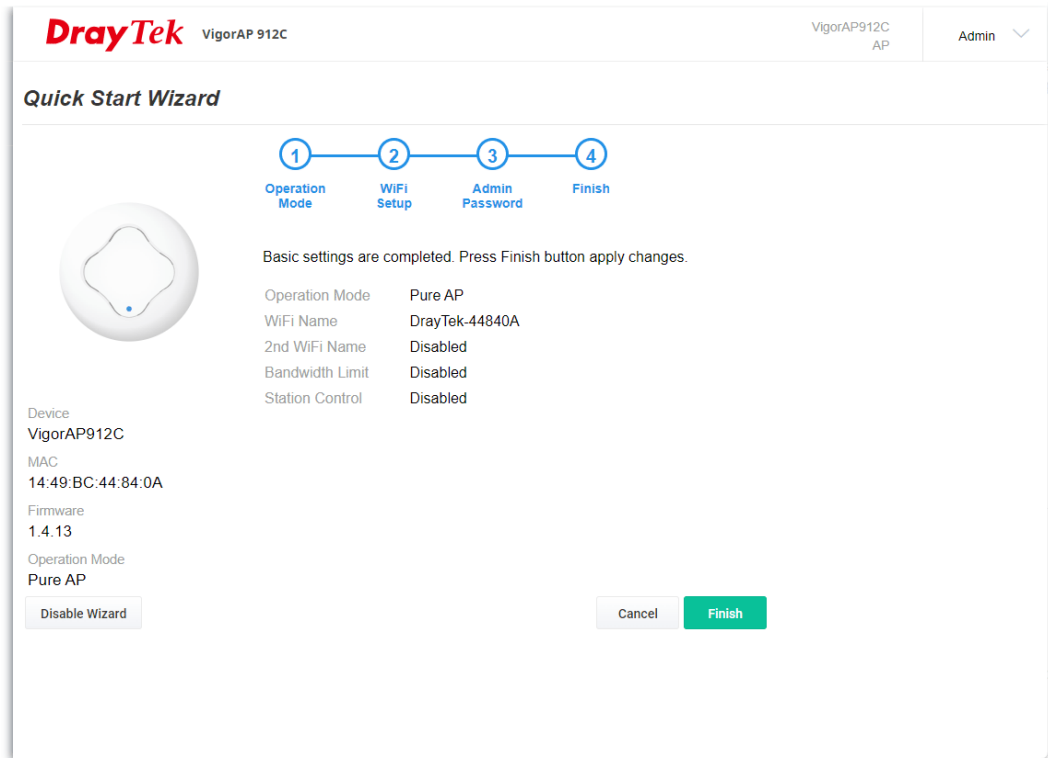 DrayTek VigorAP 912C
VigorAP912C
AP
Admin
Quick Start Wizard
1 2 3 4
Operation Mode
WiFi Setup
Admin Password
Finish
Basic settings are completed. Press Finish button apply changes.
Operation Mode Pure AP
WiFi Name DrayTek-44840A
2nd WiFi Name Disabled
Bandwidth Limit Disabled
Station Control Disabled
Device
VigorAP912C
MAC
14:49:BC:44:84:0A
Firmware
1.4.13
Operation Mode
Pure AP
Disable Wizard
Cancel
Finish